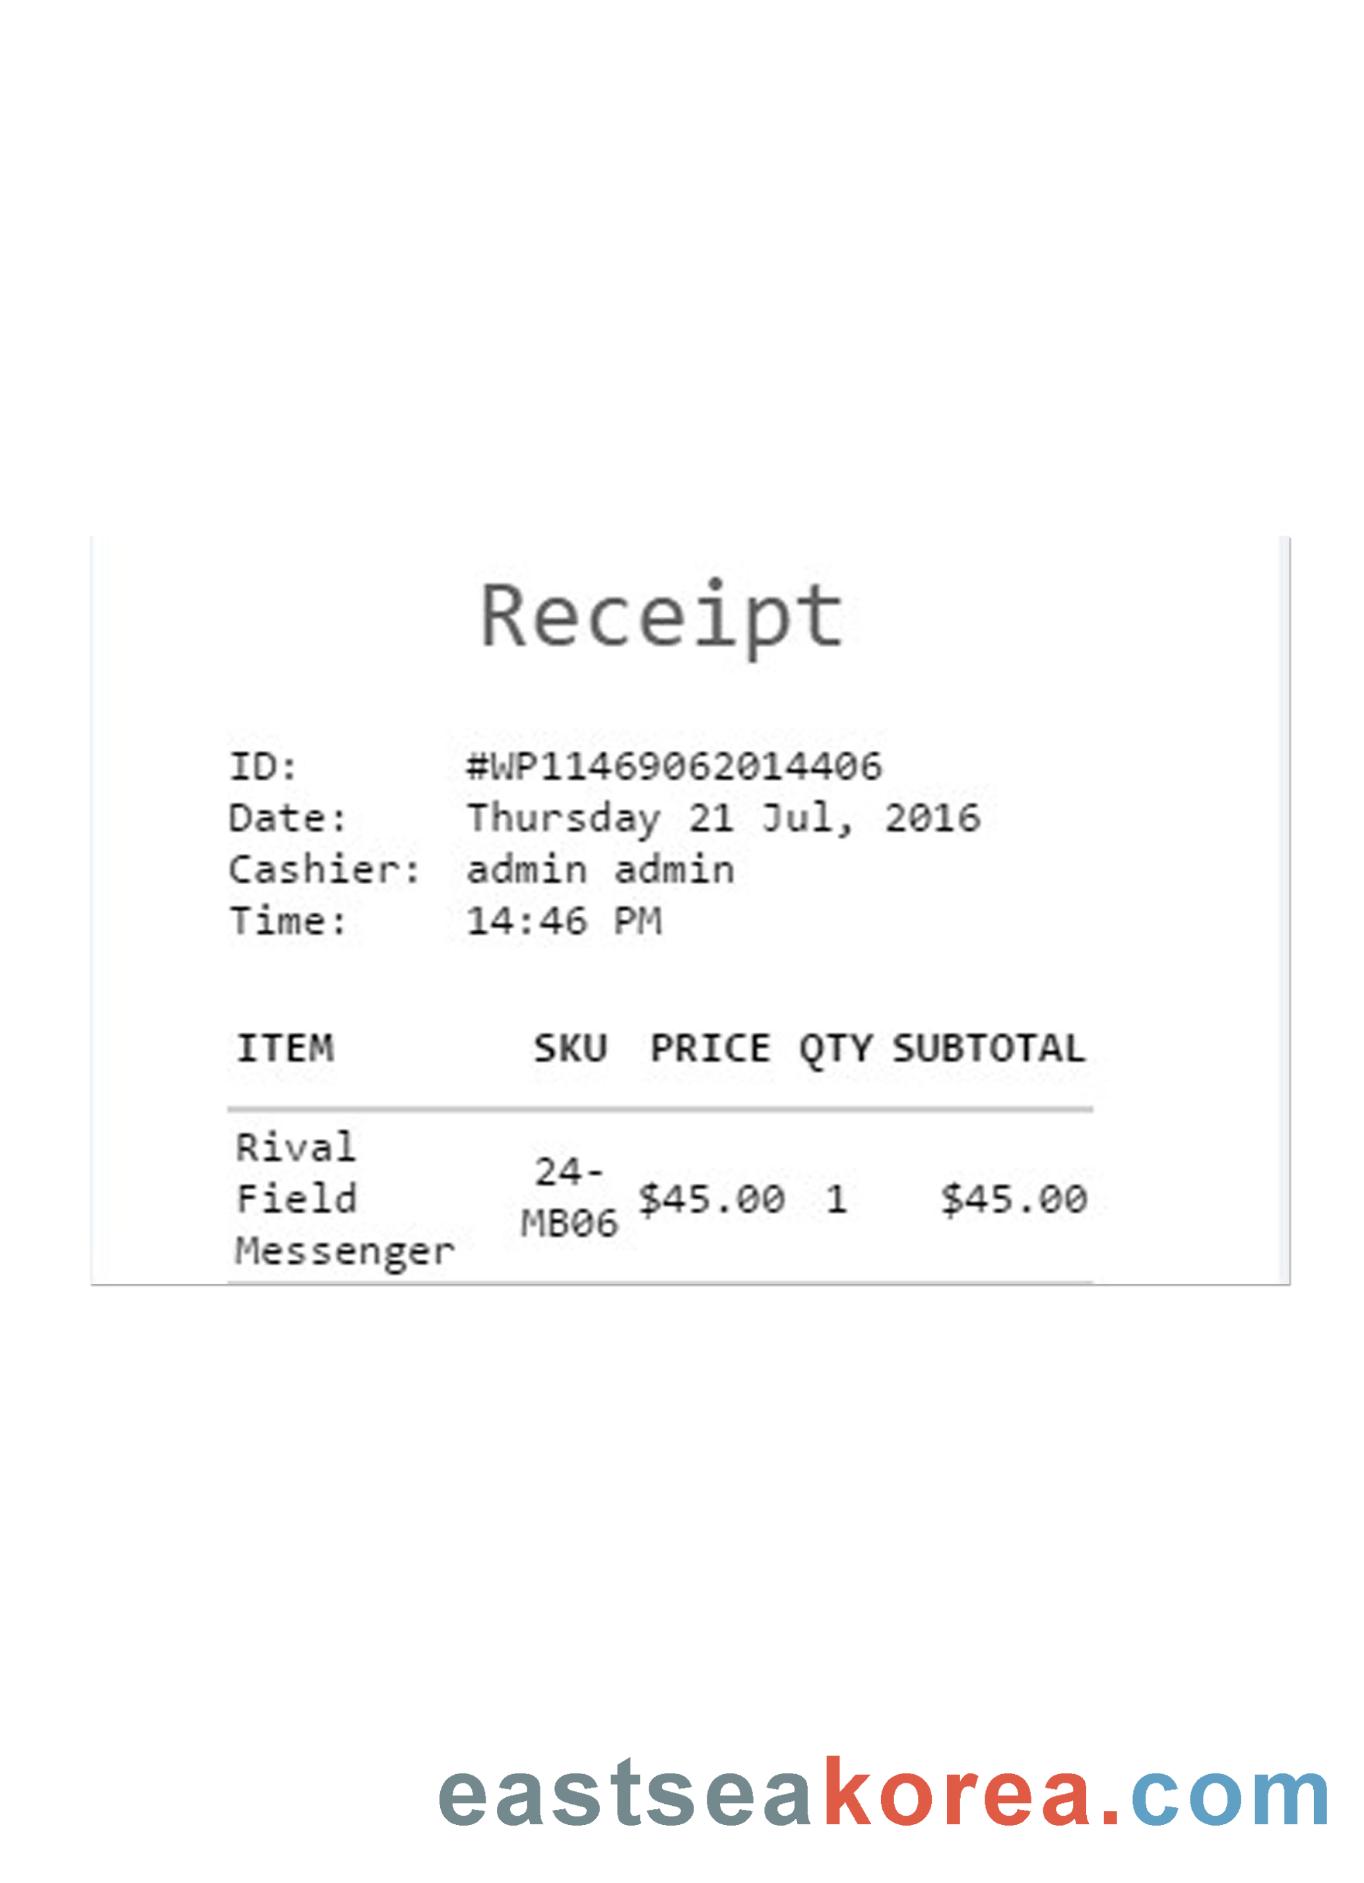 Receipt
ID: #WP11469062014406
Date: Thursday 21 Jul, 2016
Cashier: admin admin
Time: 14:46 PM
ITEM SKU PRICE QTY SUBTOTAL
Rival Field Messenger 24-MB06 $45.00 1 $45.00
eastseakorea.com